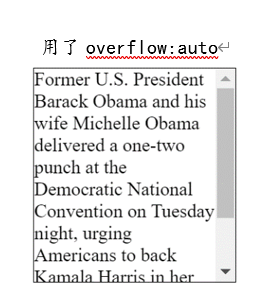 用了 overflow:auto
Former U.S. President
Barack Obama and his
wife Michelle Obama
delivered a one-two
punch at the
Democratic National
Convention on Tuesday
night, urging
Americans to back
Kamala Harris in her